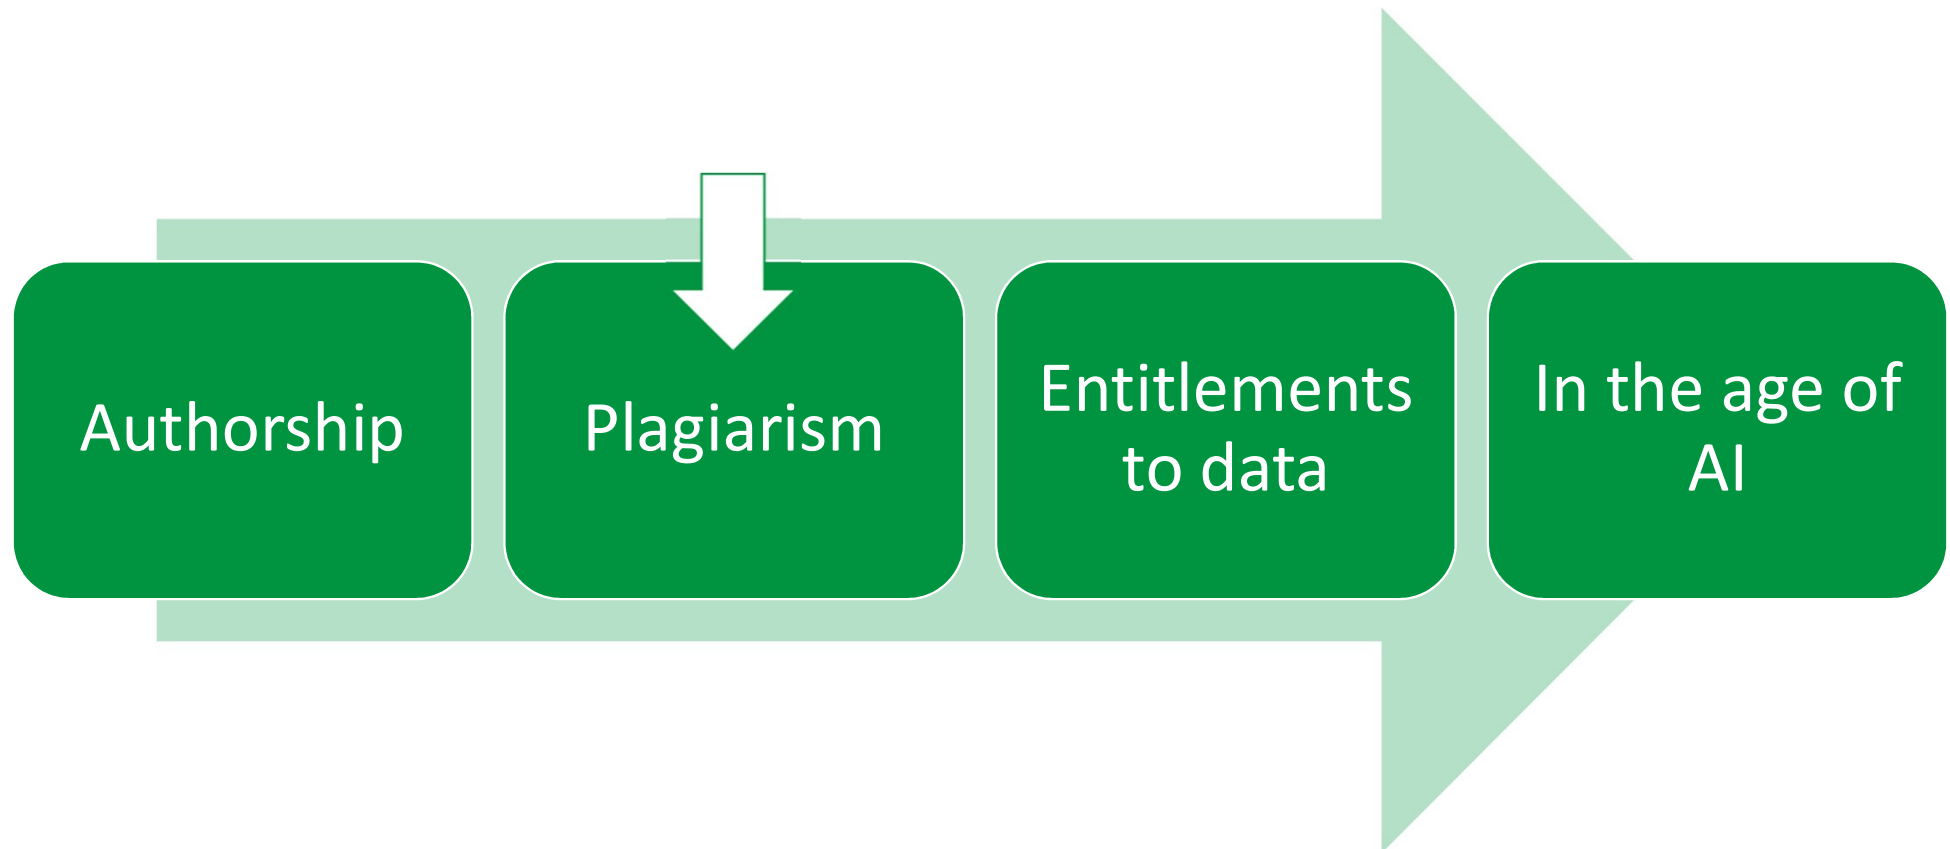 Authorship
Plagiarism
Entitlements
to data
In the age of
AI